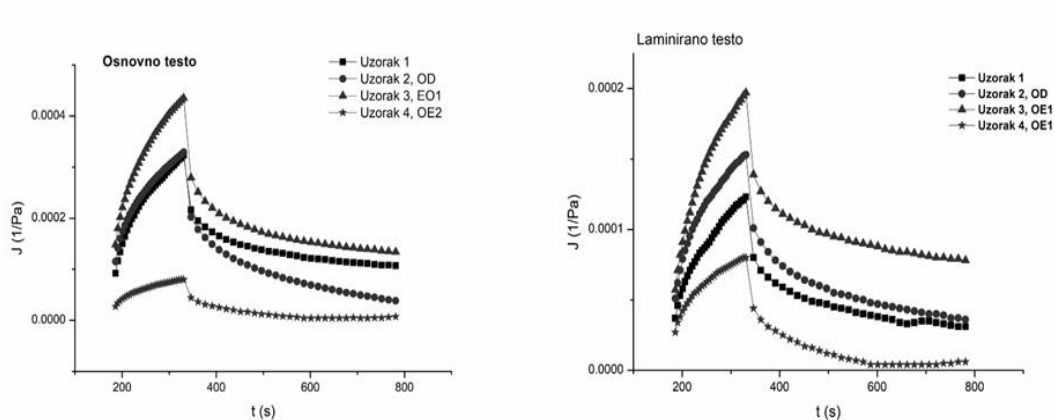 Osnovno testo
Uzorak 1
Uzorak 2, OD
Uzorak 3, EO1
Uzorak 4, OE2
0.0004
0.0002
0.0000
J (1/Pa)
200 400 600 800
t (s)
Laminirano testo
Uzorak 1
Uzorak 2, OD
Uzorak 3, OE1
Uzorak 4, OE1
0.0002
0.0001
0.0000
J (1/Pa)
200 400 600 800
t (s)